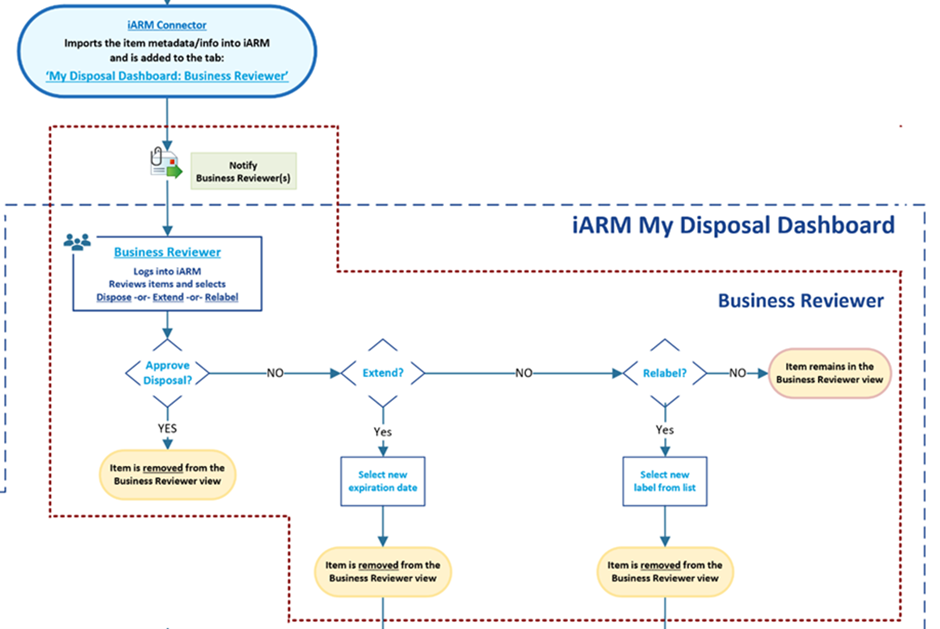 iARM Connector
Imports the item metadata/info into iARM
and is added to the tab:
'My Disposal Dashboard: Business Reviewer'
Notify
Business Reviewer(s)
iARM My Disposal Dashboard
Business Reviewer
Logs into iARM
Reviews items and selects
Dispose -or- Extend -or- Relabel
Business Reviewer
Approve
Disposal?
NO
Extend?
NO
Relabel?
NO
Item remains in the
Business Reviewer view
YES
Yes
Yes
Item is removed from the
Business Reviewer view
Select new
expiration date
Select new
label from list
Item is removed from the
Business Reviewer view
Item is removed from the
Business Reviewer view